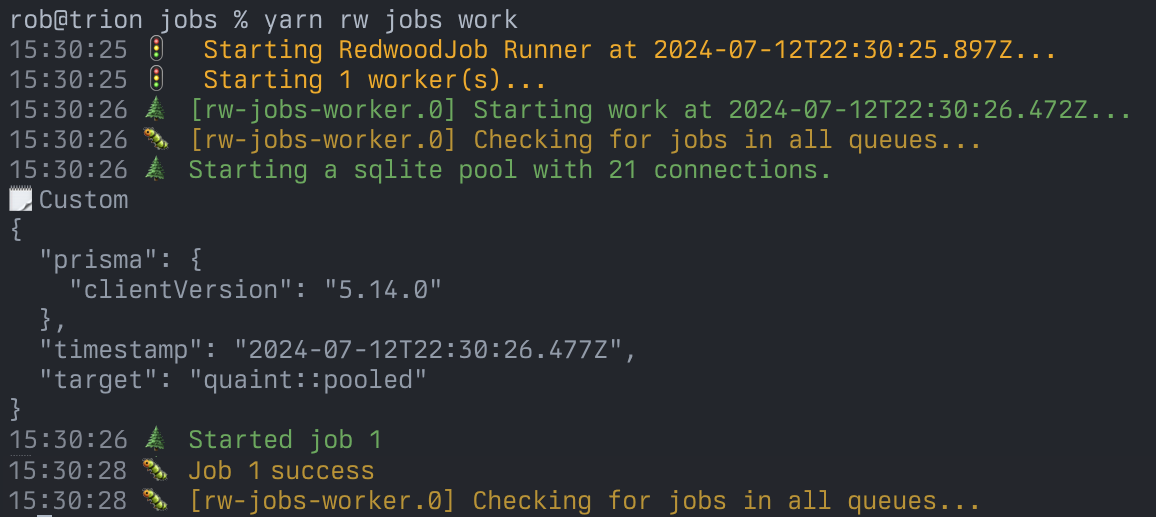 rob@trion jobs % yarn rw jobs work
15:30:25 🚦 Starting RedwoodJob Runner at 2024-07-12T22:30:25.897Z...
15:30:25 🚦 Starting 1 worker(s)...
15:30:26 🌲 [rw-jobs-worker.0] Starting work at 2024-07-12T22:30:26.472Z...
15:30:26 🐛 [rw-jobs-worker.0] Checking for jobs in all queues...
15:30:26 🌲 Starting a sqlite pool with 21 connections.
🗒 Custom
{
  "prisma": {
    "clientVersion": "5.14.0"
  },
  "timestamp": "2024-07-12T22:30:26.477Z",
  "target": "quaint::pooled"
}
15:30:26 🌲 Started job 1
15:30:28 🐛 Job 1 success
15:30:28 🐛 [rw-jobs-worker.0] Checking for jobs in all queues...